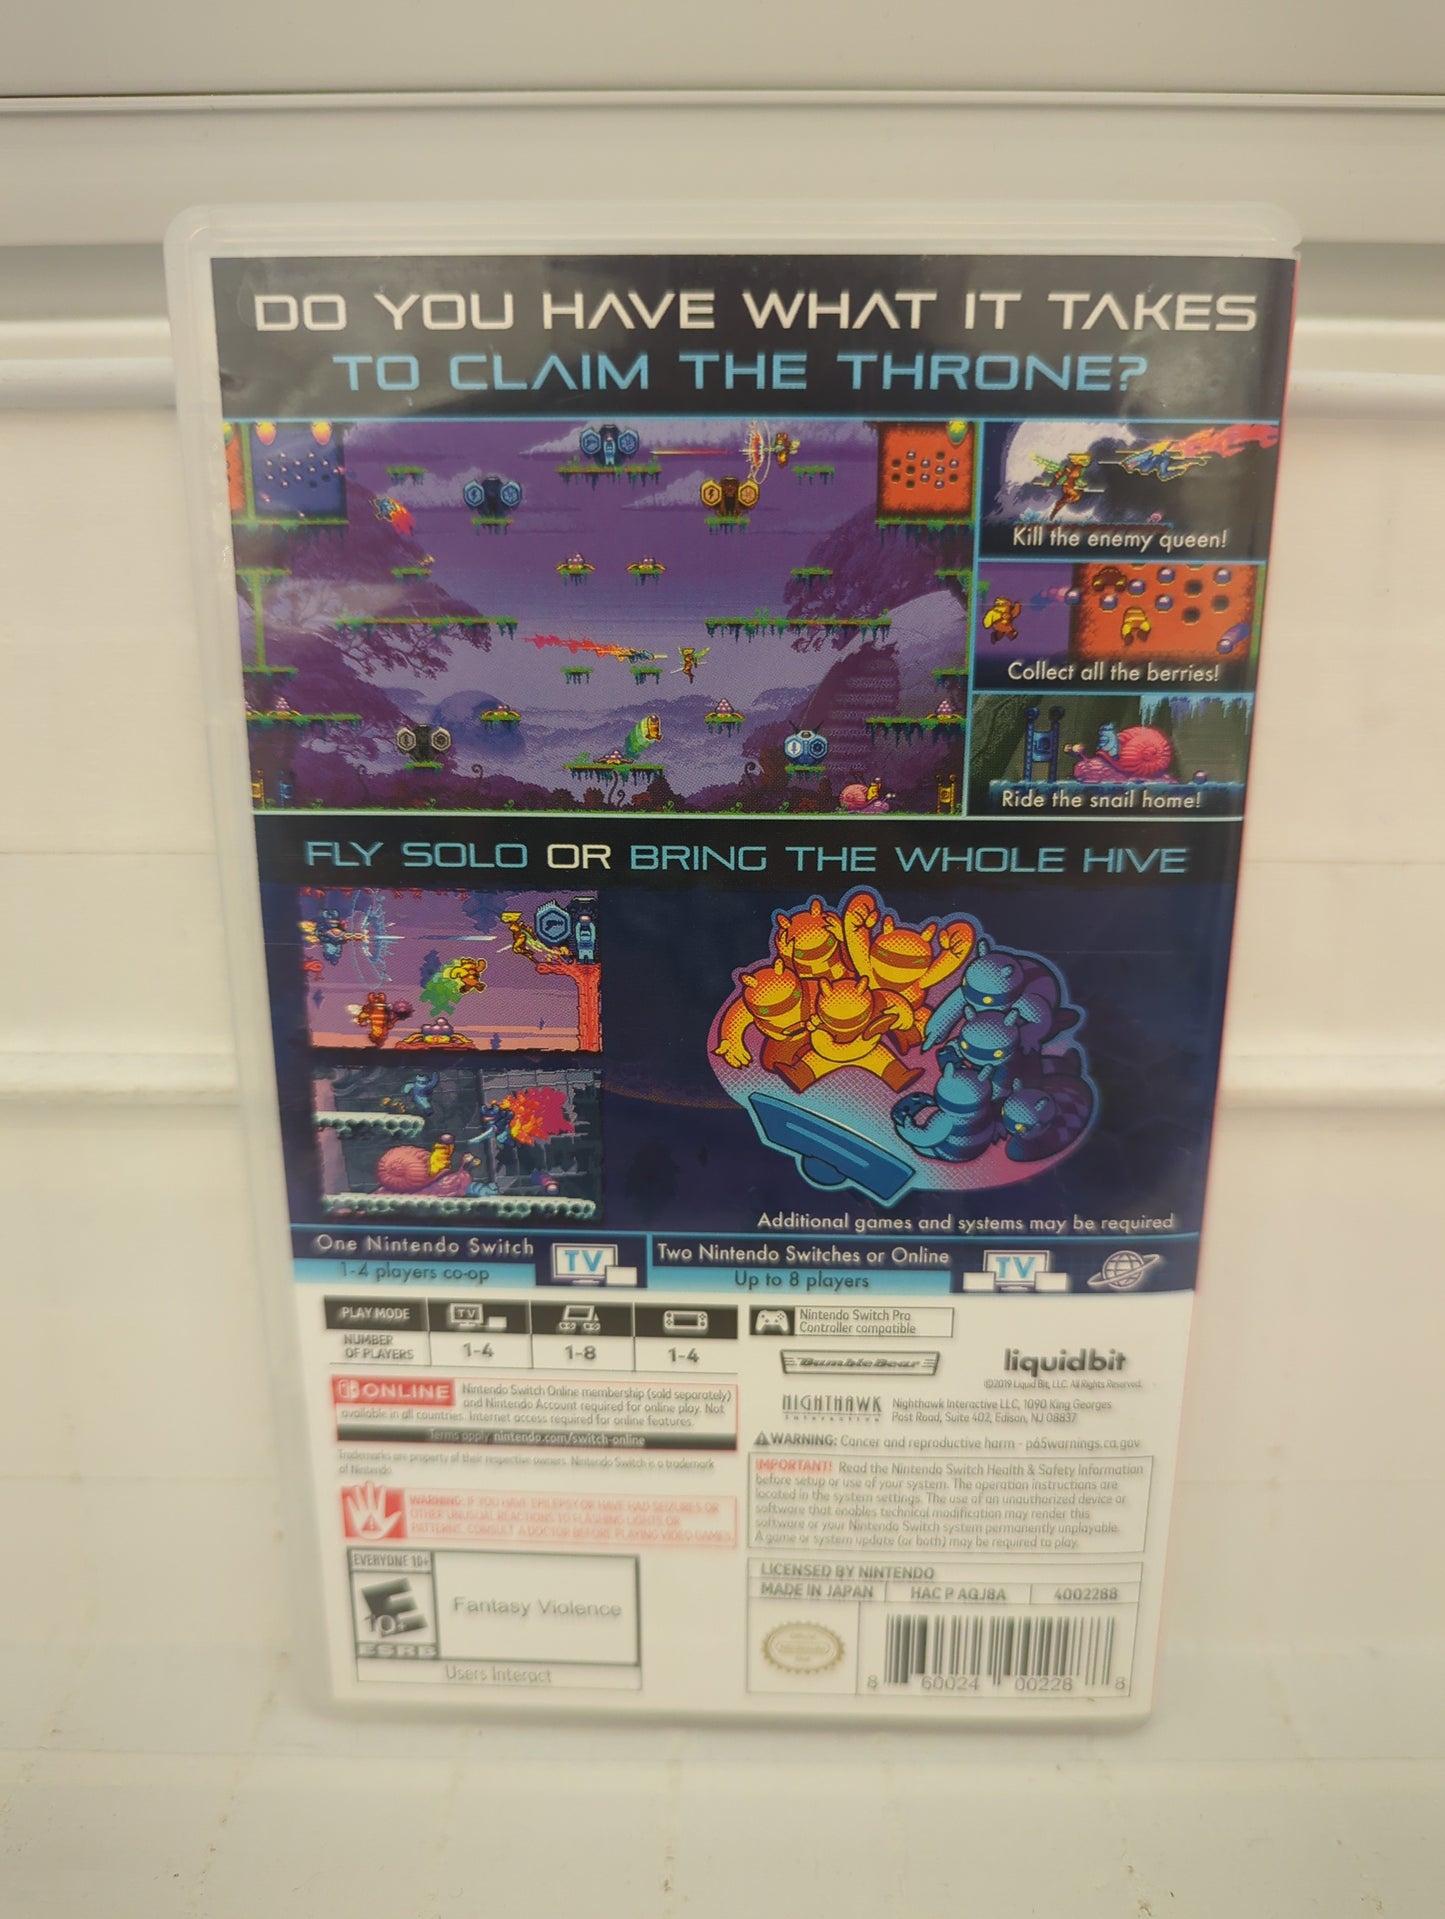 DO YOU HAVE WHAT IT TAKES
TO CLAIM THE THRONE?
Kill the enemy queen!
Collect all the berries!
Ride the snail home!
FLY SOLO OR BRING THE WHOLE HIVE
Additional games and systems may be required
One Nintendo Switch
1-4 players co-op
TV
Two Nintendo Switches or Online
Up to 8 players
TV
PLAY MODE
TV
NUMBER
OF PLAYERS
1-4
1-8
1-4
ONLINE
Nintendo Switch Online membership (sold separately)
and Nintendo Account required for online play. Not
available in all countries. Internet access required for online features.
Terms apply nintendo.com/switch-online
Trademarks are property of their respective owners. Nintendo Switch is a trademark
of Nintendo.
WARNING: IF YOU HAVE EPILEPSY OR HAVE HAD SEIZURES OR
OTHER UNUSUAL REACTIONS TO FLASHING LIGHTS OR
PATTERNS, CONSULT A DOCTOR BEFORE PLAYING VIDEO GAMES.
EVERYONE 10+
E
10+
ESRB
Fantasy Violence
Users Interact
Nintendo Switch Pro
Controller compatible
BumbleBear
liquidbit
©2019 Liquid Bit, LLC. All Rights Reserved.
NIGHTHAWK
Interactive
Nighthawk Interactive LLC, 1090 King Georges
Post Road, Suite 402, Edison, NJ 08837
WARNING: Cancer and reproductive harm - p65warnings.ca.gov
IMPORTANT! Read the Nintendo Switch Health & Safety Information
before setup or use of your system. The operation instructions are
located in the system settings. The use of an unauthorized device or
software that enables technical modification may render this
software or your Nintendo Switch system permanently unplayable.
A game or system update (or both) may be required to play.
LICENSED BY NINTENDO
MADE IN JAPAN
HAC P AGJ8A
4002288
Nintendo
8 60024 00228 8